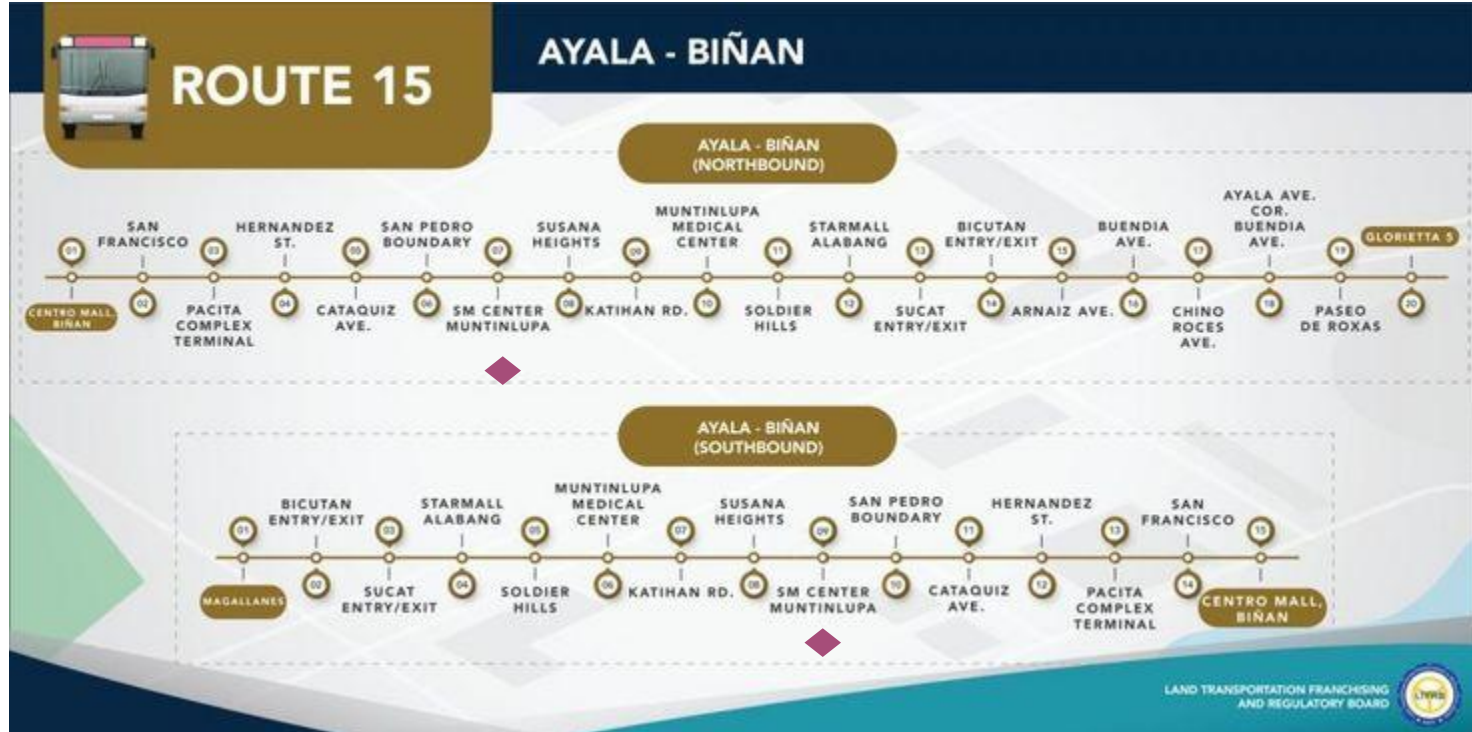 ROUTE 15
AYALA - BIÑAN
AYALA - BIÑAN
(NORTHBOUND)
01
CENTRO MALL,
BIÑAN
SAN
FRANCISCO
02
03
PACITA
COMPLEX
TERMINAL
HERNANDEZ
ST.
04
05
CATAQUIZ
AVE.
SAN PEDRO
BOUNDARY
06
07
SM CENTER
MUNTINLUPA
SUSANA
HEIGHTS
08
09
KATIHAN RD.
MUNTINLUPA
MEDICAL
CENTER
10
11
SOLDIER
HILLS
STARMALL
ALABANG
12
13
SUCAT
ENTRY/EXIT
BICUTAN
ENTRY/EXIT
14
15
ARNAIZ AVE.
BUENDIA
AVE.
16
17
CHINO
ROCES
AVE.
AYALA AVE.
COR.
BUENDIA
AVE.
18
19
PASEO
DE ROXAS
GLORIETTA 5
20
AYALA - BIÑAN
(SOUTHBOUND)
01
MAGALLANES
BICUTAN
ENTRY/EXIT
02
03
SUCAT
ENTRY/EXIT
STARMALL
ALABANG
04
05
SOLDIER
HILLS
MUNTINLUPA
MEDICAL
CENTER
06
07
KATIHAN RD.
SUSANA
HEIGHTS
08
09
SM CENTER
MUNTINLUPA
SAN PEDRO
BOUNDARY
10
11
CATAQUIZ
AVE.
HERNANDEZ
ST.
12
13
PACITA
COMPLEX
TERMINAL
SAN
FRANCISCO
14
15
CENTRO MALL,
BIÑAN
LAND TRANSPORTATION FRANCHISING
AND REGULATORY BOARD